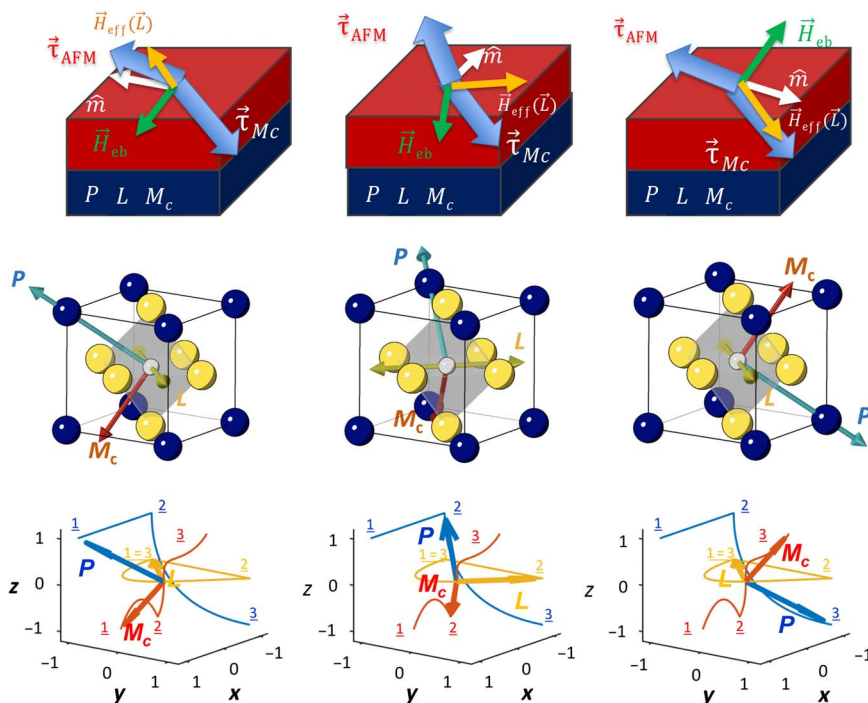 H⃗eff(L⃗)
τ⃗AFM
m̂
H⃗eb
τ⃗Mc
P L Mc
τ⃗AFM
m̂
H⃗eff(L⃗)
H⃗eb
τ⃗Mc
P L Mc
H⃗eb
τ⃗AFM
m̂
H⃗eff(L⃗)
τ⃗Mc
P L Mc
P
L
Mc
P
L
Mc
Mc
L
P
1
2
3
1=3
2
P
L
Mc
1
2
3
z
1
0
-1
-1
0
1
y
1
0
-1
x
1
2
3
1=3
2
P
Mc
L
1
2
3
z
1
0
-1
-1
0
1
y
1
0
-1
x
1
2
3
1=3
2
Mc
L
P
1
2
3
z
1
0
-1
-1
0
1
y
1
0
-1
x